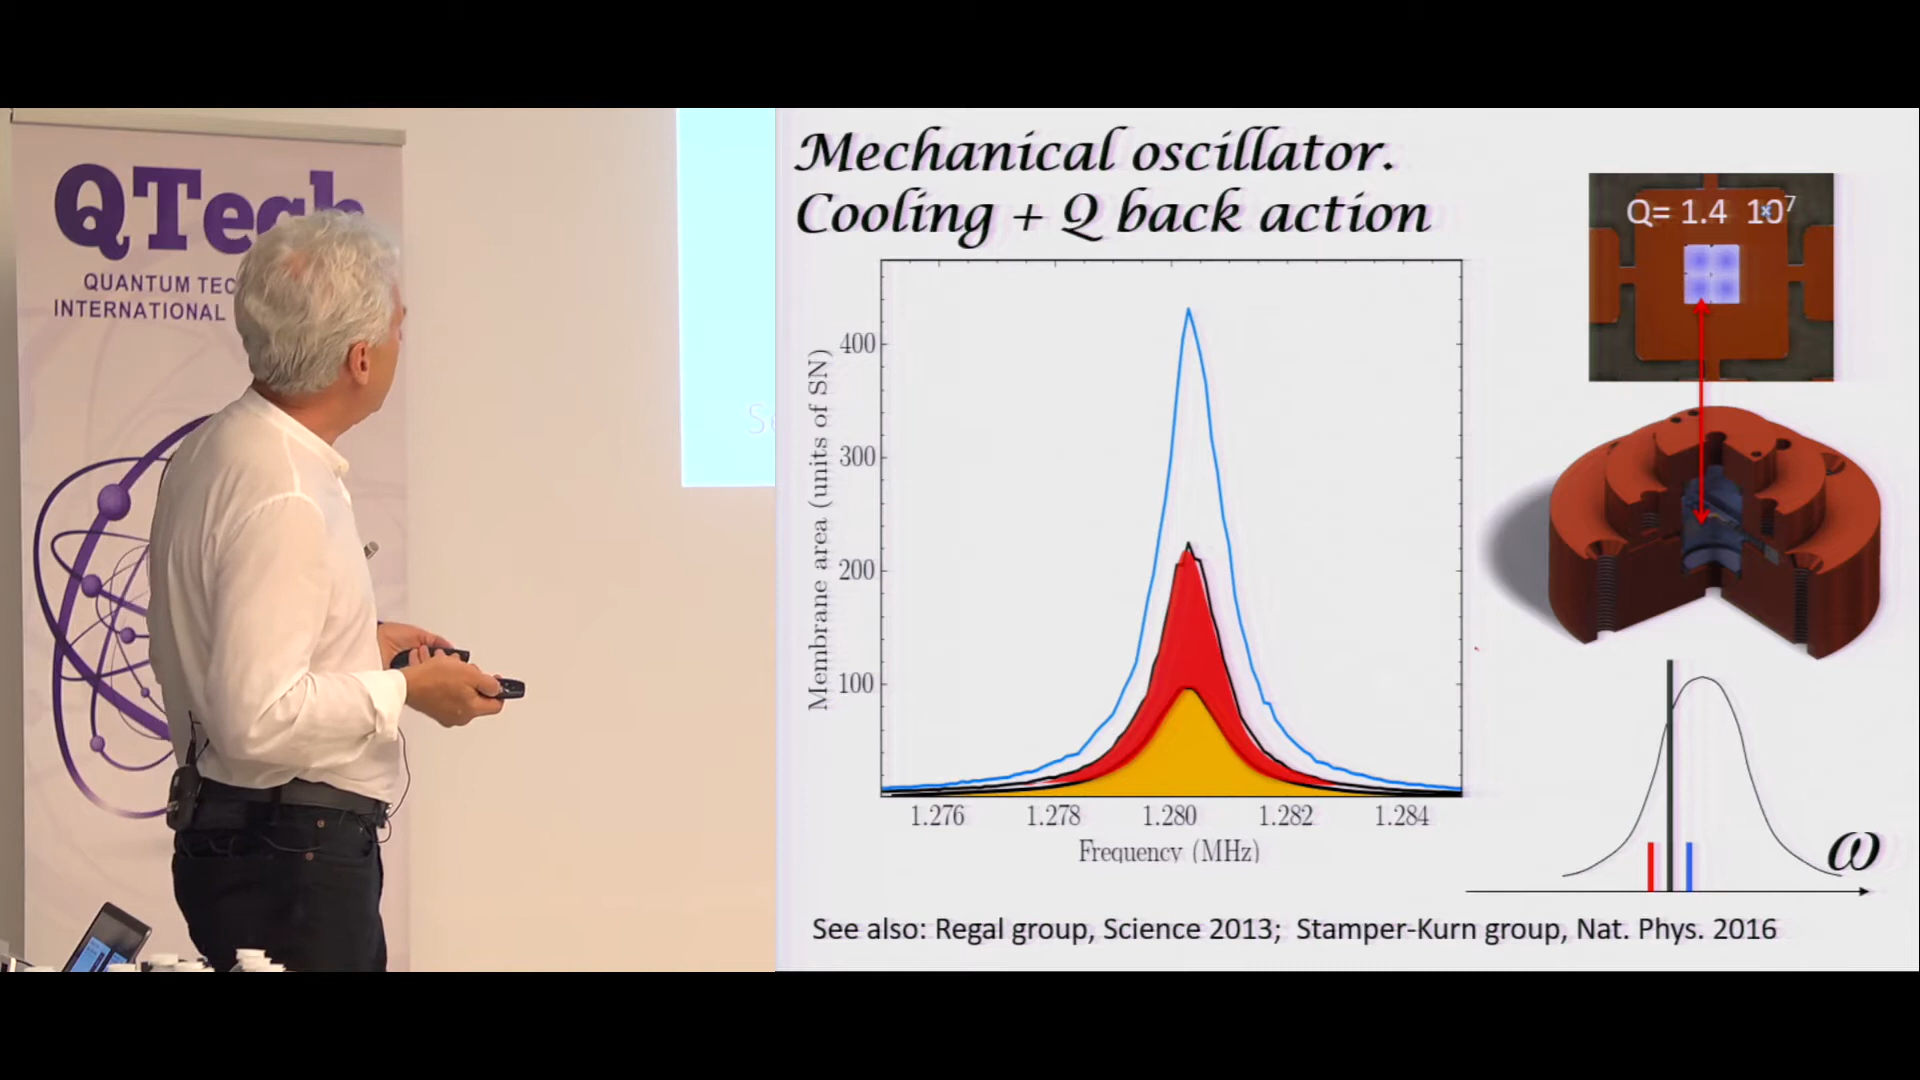 QTech
QUANTUM TEC
INTERNATIONAL
Mechanical oscillator.
Cooling + Q back action
Q= 1.4 × 10⁷
Membrane area (units of SN)
400
300
200
100
1.276 1.278 1.280 1.282 1.284
Frequency (MHz)
ω
See also: Regal group, Science 2013; Stamper-Kurn group, Nat. Phys. 2016